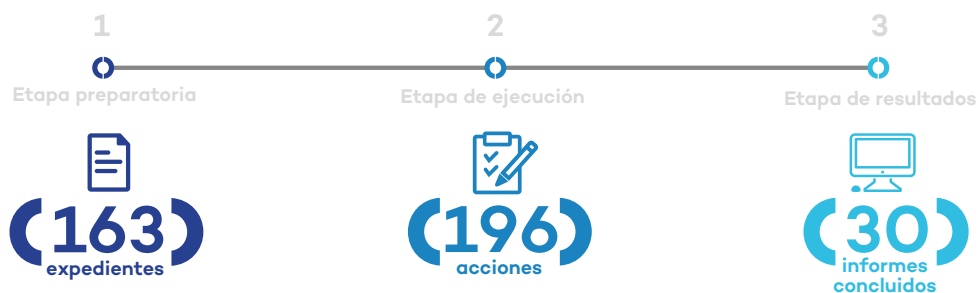 1
2
3
Etapa preparatoria
Etapa de ejecución
Etapa de resultados
163
expedientes
196
acciones
30
informes
concluidos